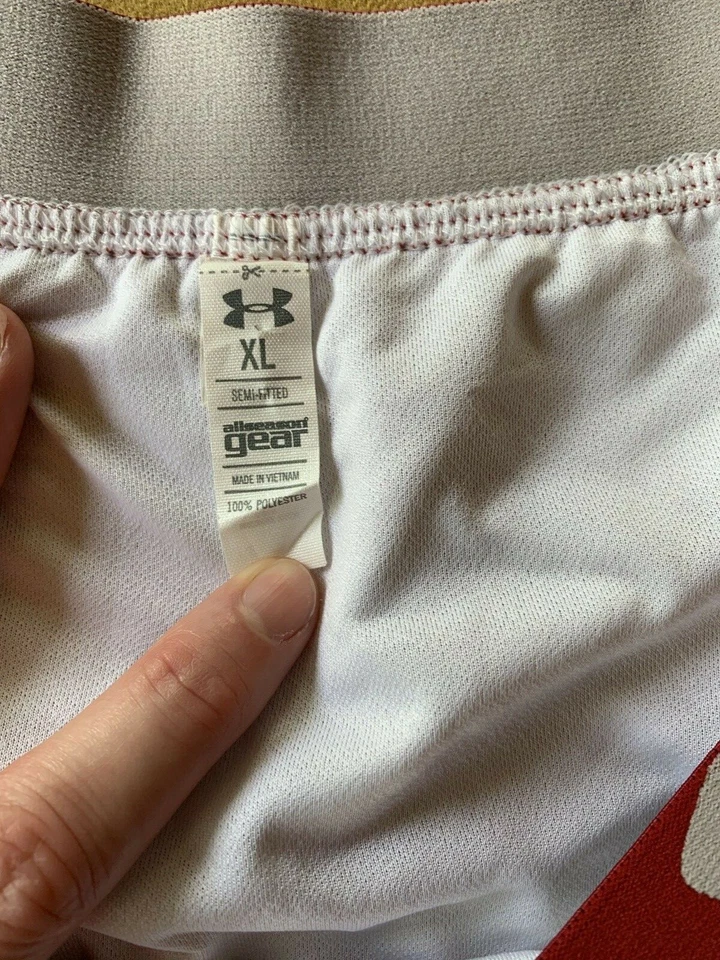 XL
SEMI-FITTED
allseason
gear
MADE IN VIETNAM
100% POLYESTER